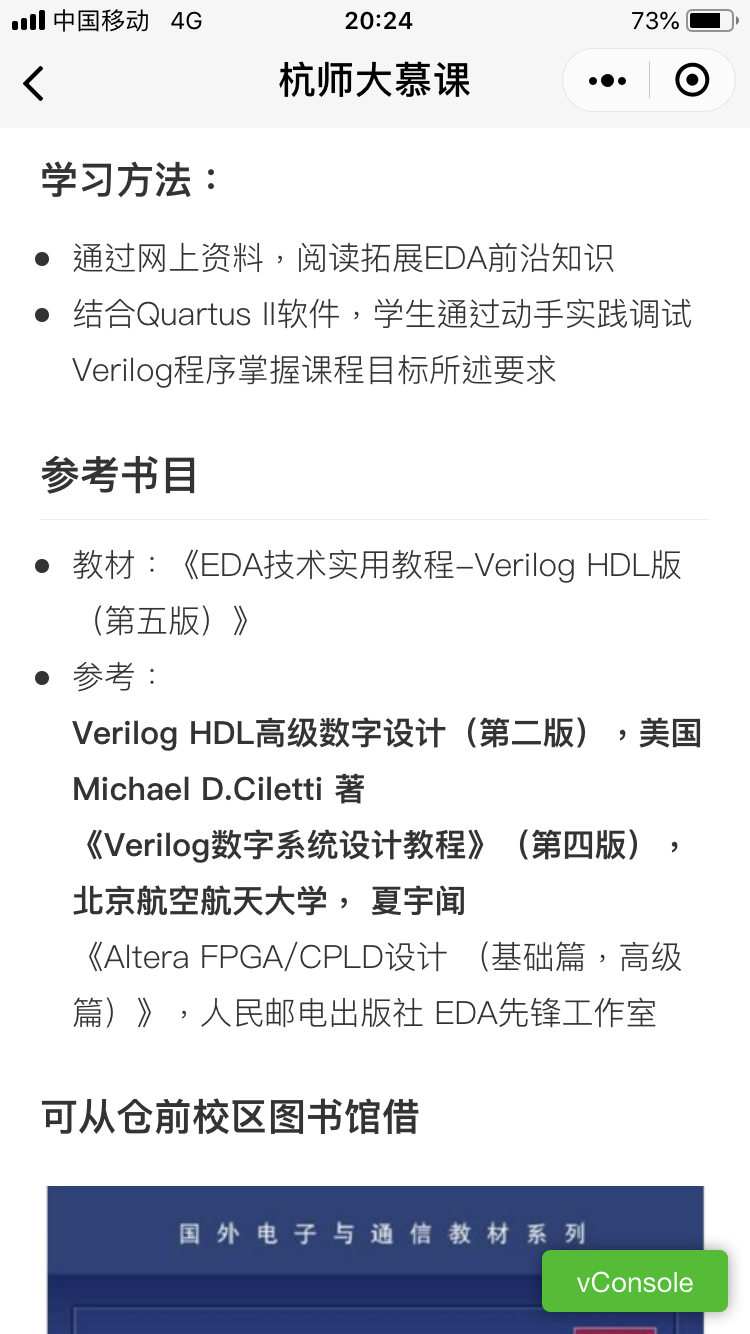 中国移动 4G 20:24 73%
杭师大慕课
学习方法：
通过网上资料，阅读拓展EDA前沿知识
结合Quartus II软件，学生通过动手实践调试
Verilog程序掌握课程目标所述要求
参考书目
教材：《EDA技术实用教程–Verilog HDL版
（第五版）》
参考：
Verilog HDL高级数字设计（第二版），美国
Michael D.Ciletti 著
《Verilog数字系统设计教程》（第四版），
北京航空航天大学， 夏宇闻
《Altera FPGA/CPLD设计 （基础篇，高级
篇）》，人民邮电出版社 EDA先锋工作室
可从仓前校区图书馆借
国外电子与通信教材系列
vConsole